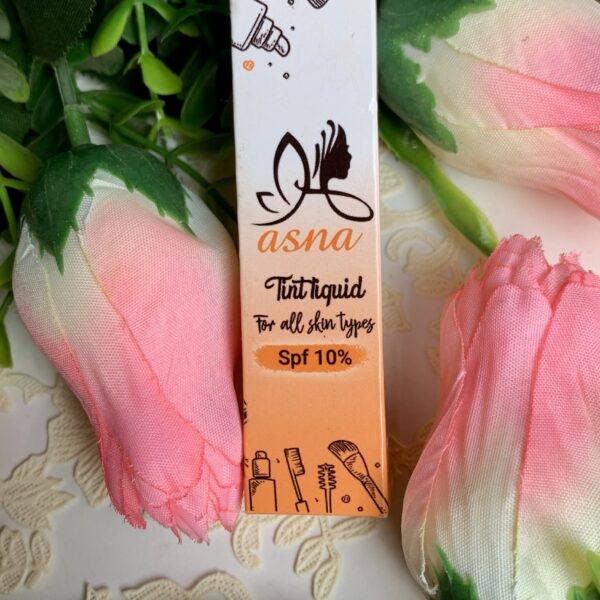 asna
Tint liquid
For all skin types
Spf 10%